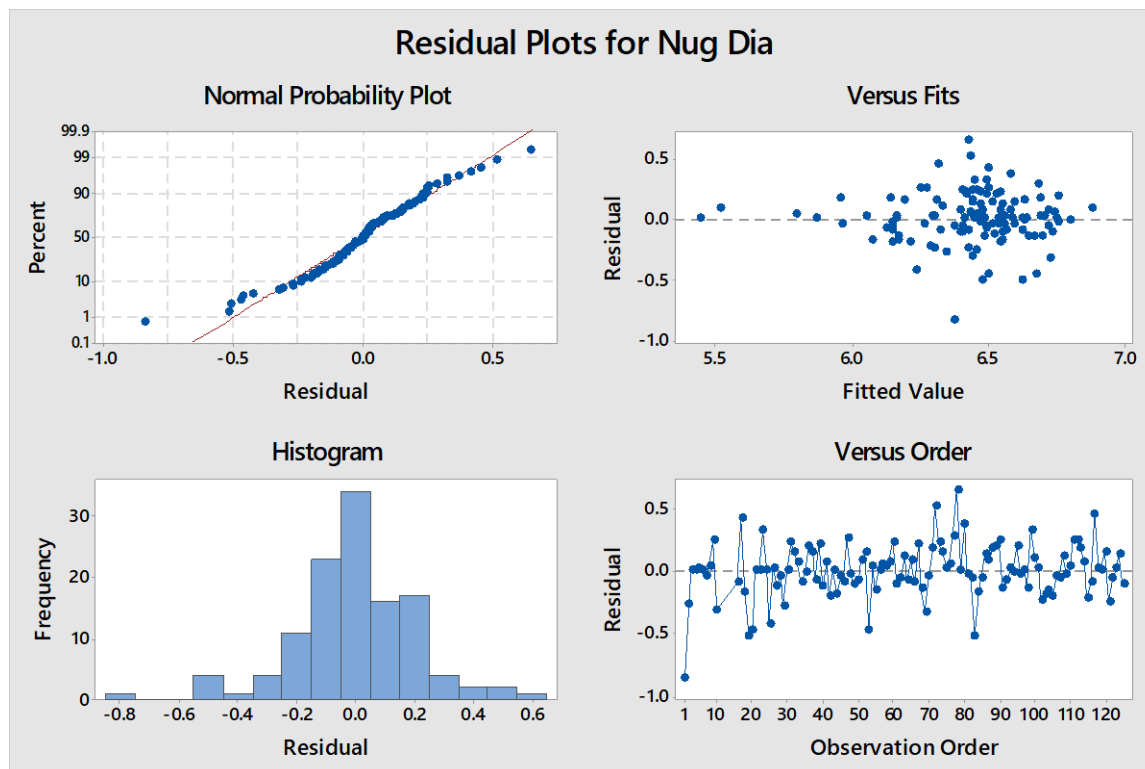 Residual Plots for Nug Dia
Normal Probability Plot
99.9
99
90
50
10
1
0.1
Percent
-1.0 -0.5 0.0 0.5
Residual
Versus Fits
0.5
0.0
-0.5
-1.0
Residual
5.5 6.0 6.5 7.0
Fitted Value
Histogram
30
20
10
0
Frequency
-0.8 -0.6 -0.4 -0.2 0.0 0.2 0.4 0.6
Residual
Versus Order
0.5
0.0
-0.5
-1.0
Residual
1 10 20 30 40 50 60 70 80 90 100 110 120
Observation Order